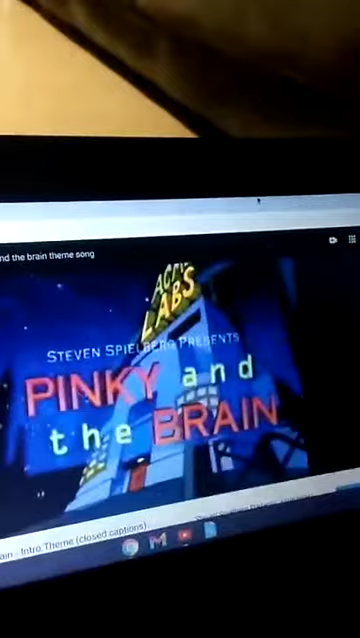 nd the brain theme song
ACME
LABS
STEVEN SPIELBERG PRESENTS
PINKY and
the BRAIN
ain - Intro Theme (closed captions)